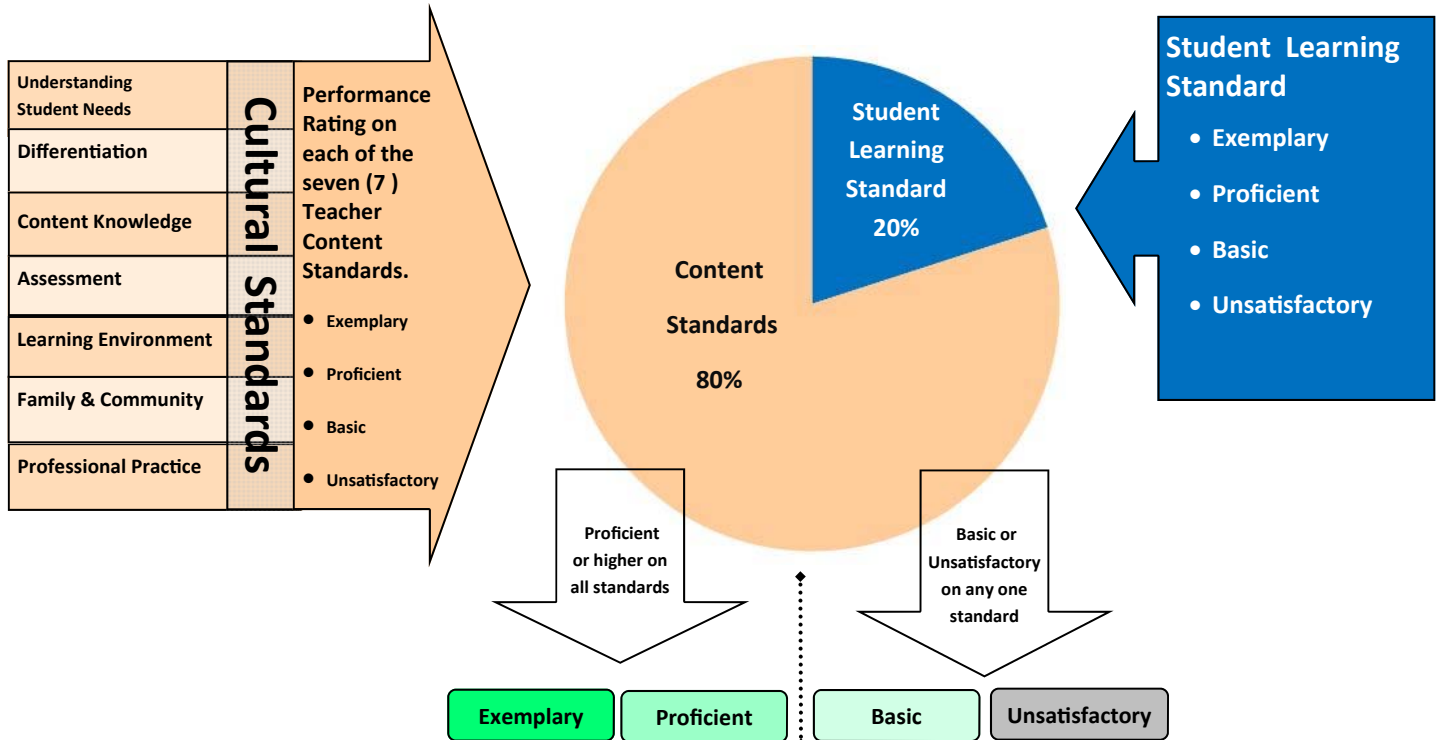 Understanding
Student Needs
Differentiation
Content Knowledge
Assessment
Learning Environment
Family & Community
Professional Practice
Cultural Standards
Performance
Rating on
each of the
seven (7 )
Teacher
Content
Standards.
• Exemplary
• Proficient
• Basic
• Unsatisfactory
Student
Learning
Standard
20%
Content
Standards
80%
Student Learning
Standard
• Exemplary
• Proficient
• Basic
• Unsatisfactory
Proficient
or higher on
all standards
Basic or
Unsatisfactory
on any one
standard
Exemplary
Proficient
Basic
Unsatisfactory